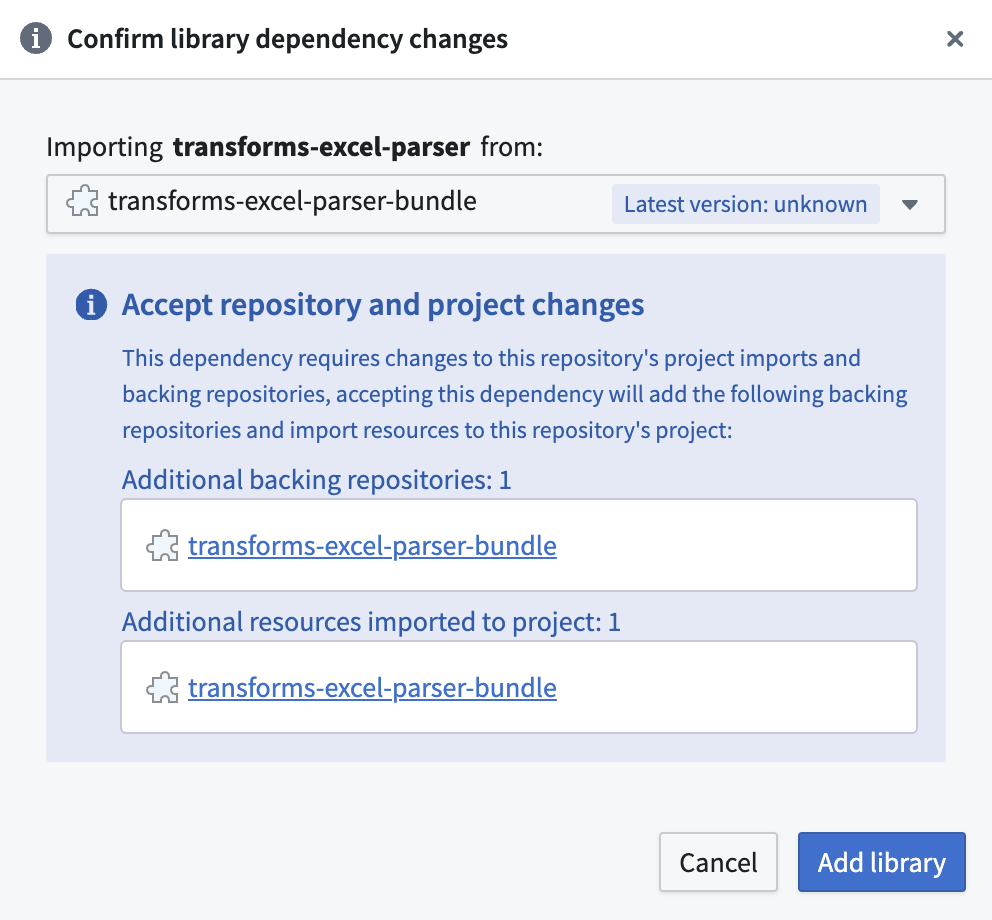 Confirm library dependency changes
Importing transforms-excel-parser from:
transforms-excel-parser-bundle Latest version: unknown
Accept repository and project changes
This dependency requires changes to this repository's project imports and
backing repositories, accepting this dependency will add the following backing
repositories and import resources to this repository's project:
Additional backing repositories: 1
transforms-excel-parser-bundle
Additional resources imported to project: 1
transforms-excel-parser-bundle
Cancel Add library